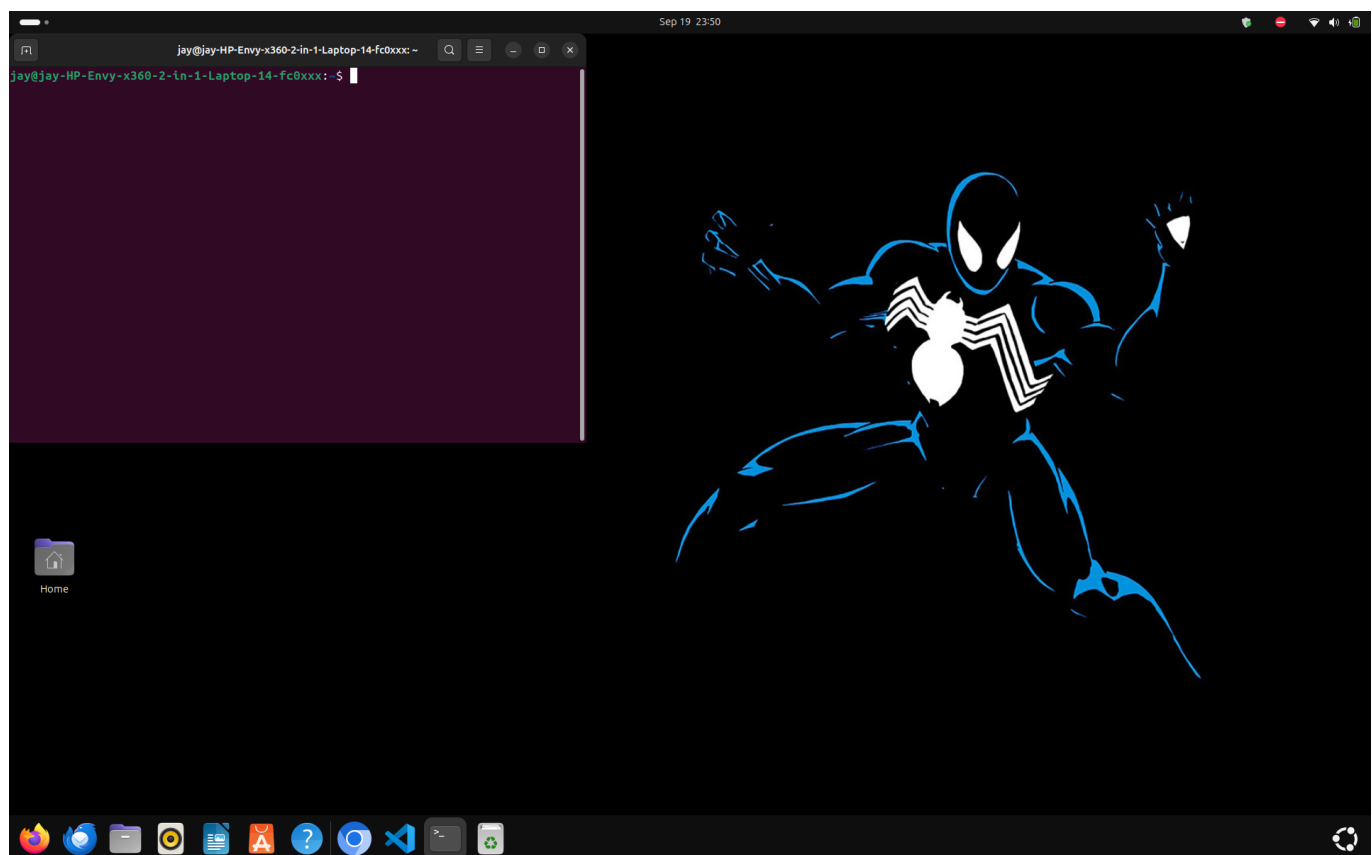 Sep 19 23:50
jay@jay-HP-Envy-x360-2-in-1-Laptop-14-fc0xxx: ~
jay@jay-HP-Envy-x360-2-in-1-Laptop-14-fc0xxx:~$
Home